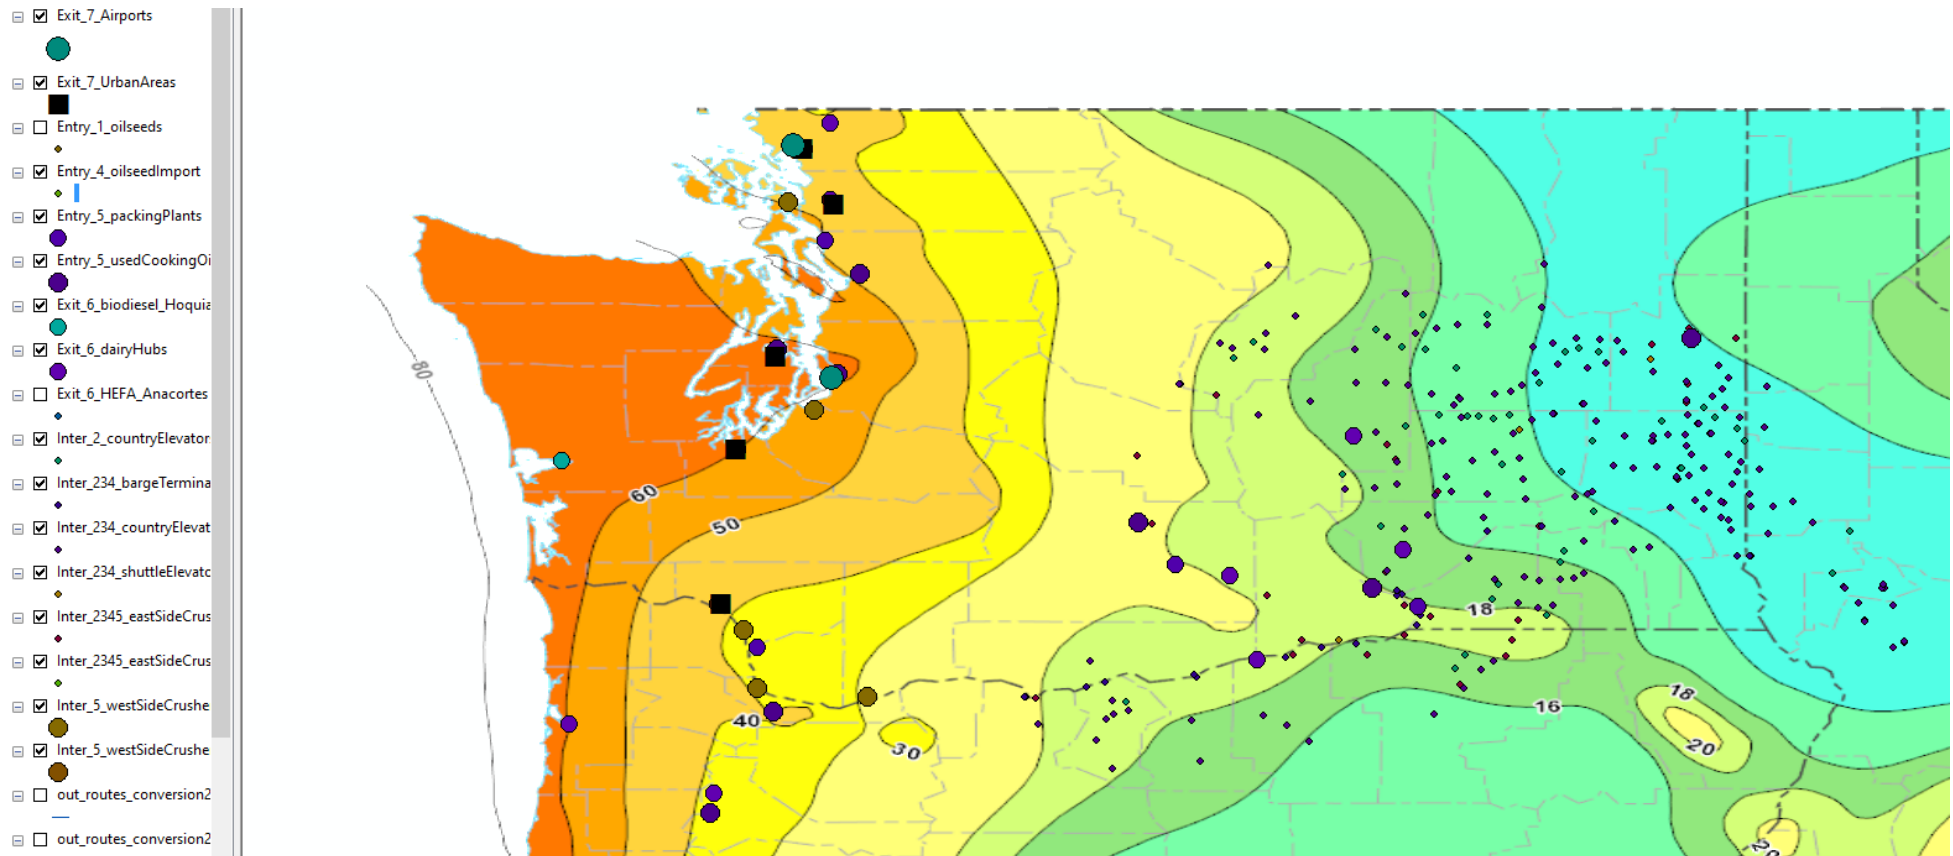 Exit_7_Airports
Exit_7_UrbanAreas
Entry_1_oilseeds
Entry_4_oilseedImport
Entry_5_packingPlants
Entry_5_usedCookingOi
Exit_6_biodiesel_Hoquia
Exit_6_dairyHubs
Exit_6_HEFA_Anacortes
Inter_2_countryElevator
Inter_234_bargeTermina
Inter_234_countryElevat
Inter_234_shuttleElevatc
Inter_2345_eastSideCrus
Inter_2345_eastSideCrus
Inter_5_westSideCrushe
Inter_5_westSideCrushe
out_routes_conversion2
out_routes_conversion2
80
60
50
40
30
18
16
18
20
20